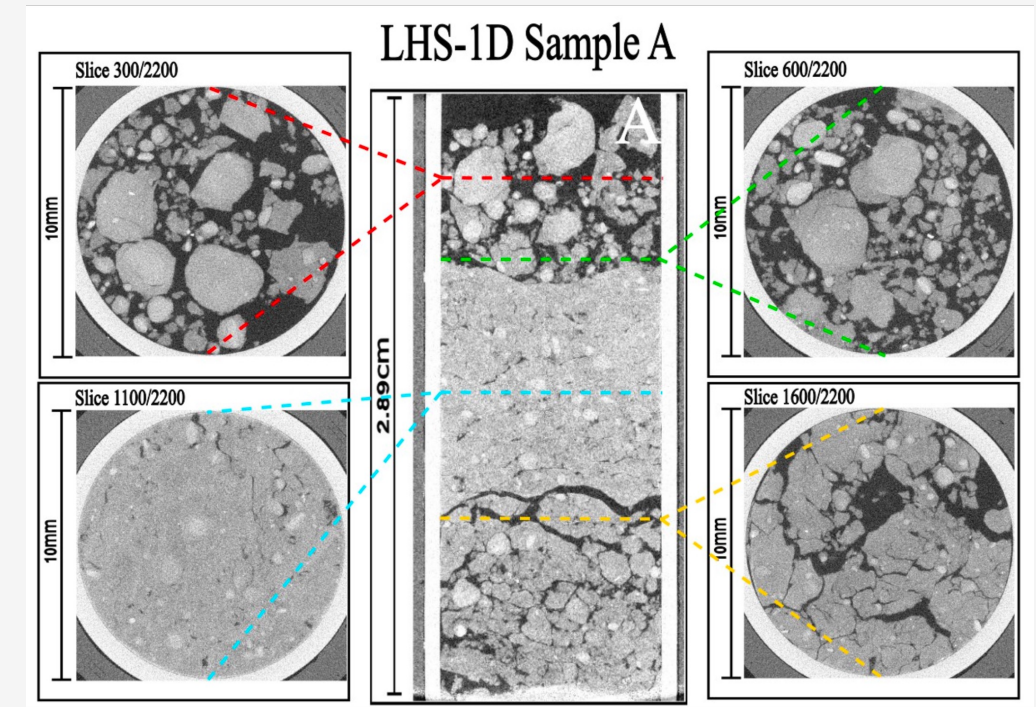 LHS-1D Sample A
Slice 300/2200
10mm
Slice 1100/2200
10mm
A
2.89cm
Slice 600/2200
10mm
Slice 1600/2200
10mm